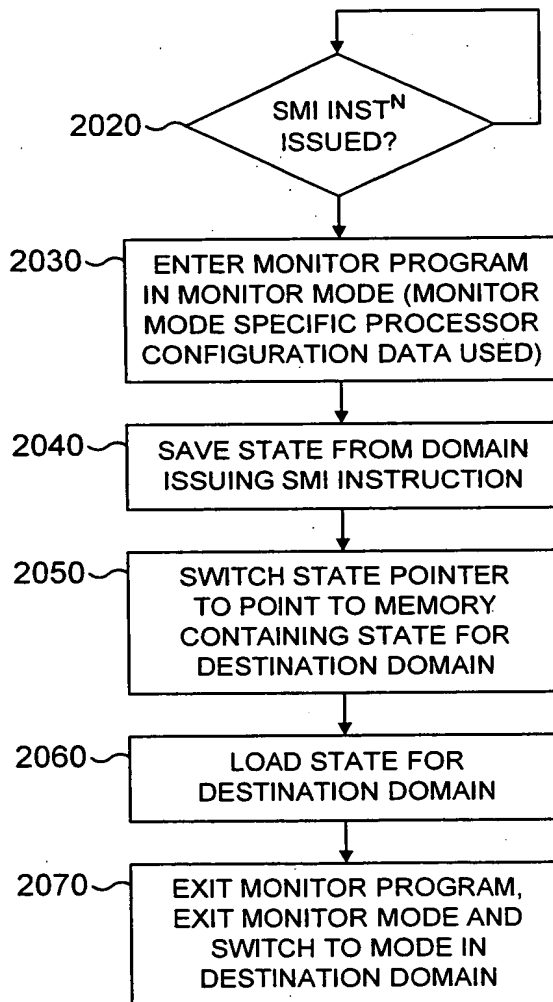 2020
SMI INSTᴺ
ISSUED?
2030
ENTER MONITOR PROGRAM
IN MONITOR MODE (MONITOR
MODE SPECIFIC PROCESSOR
CONFIGURATION DATA USED)
2040
SAVE STATE FROM DOMAIN
ISSUING SMI INSTRUCTION
2050
SWITCH STATE POINTER
TO POINT TO MEMORY
CONTAINING STATE FOR
DESTINATION DOMAIN
2060
LOAD STATE FOR
DESTINATION DOMAIN
2070
EXIT MONITOR PROGRAM,
EXIT MONITOR MODE AND
SWITCH TO MODE IN
DESTINATION DOMAIN